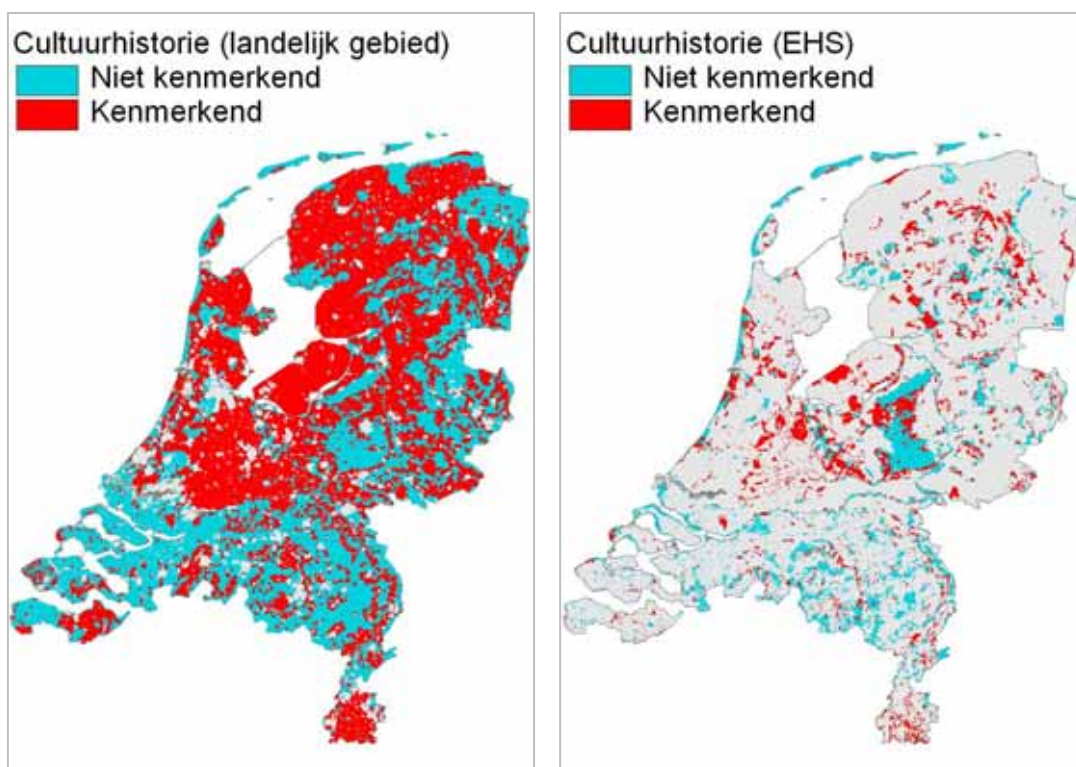 Cultuurhistorie (landelijk gebied)
Niet kenmerkend
Kenmerkend
Cultuurhistorie (EHS)
Niet kenmerkend
Kenmerkend